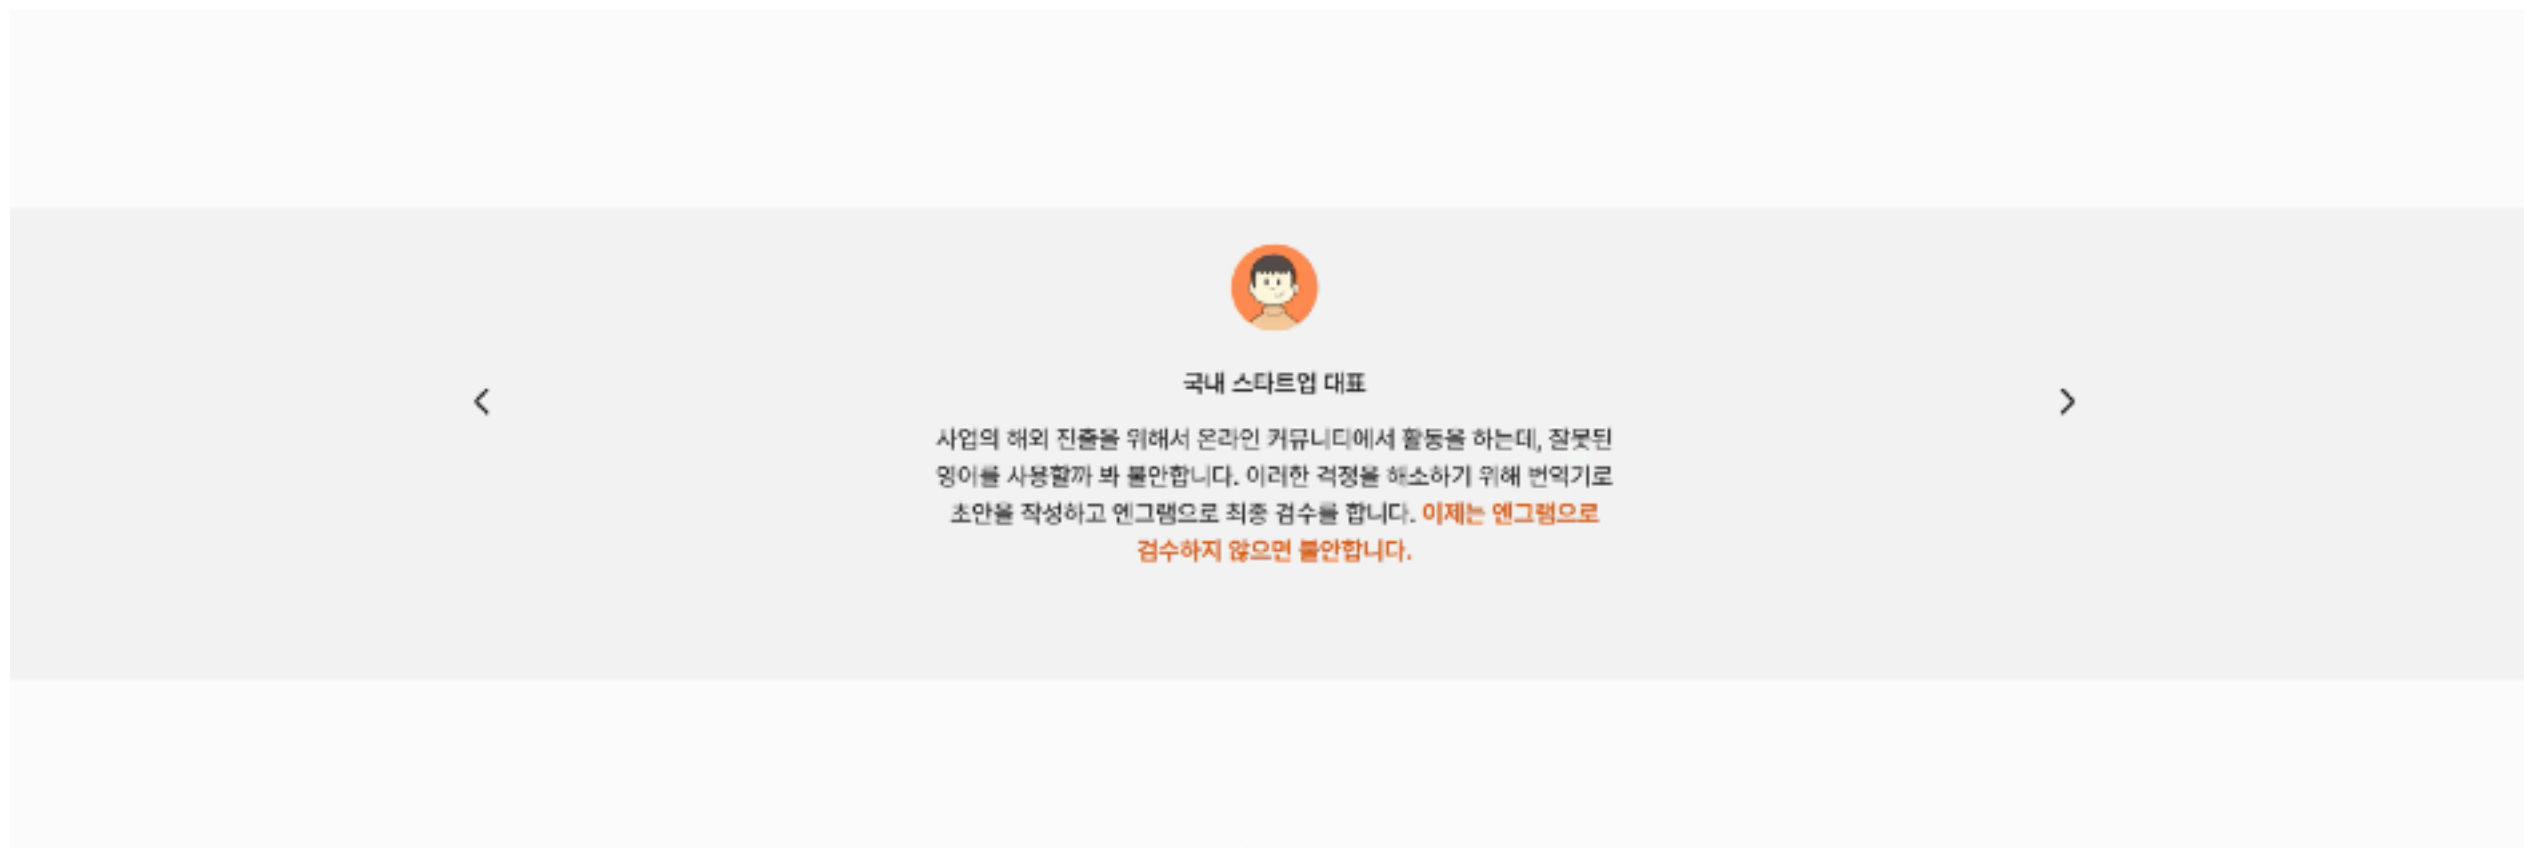 국내 스타트업 대표
사업의 해외 진출을 위해서 온라인 커뮤니티에서 활동을 하는데, 잘못된
영어를 사용할까 봐 불안합니다. 이러한 걱정을 해소하기 위해 번역기로
초안을 작성하고 엔그램으로 최종 검수를 합니다. 이제는 엔그램으로
검수하지 않으면 불안합니다.